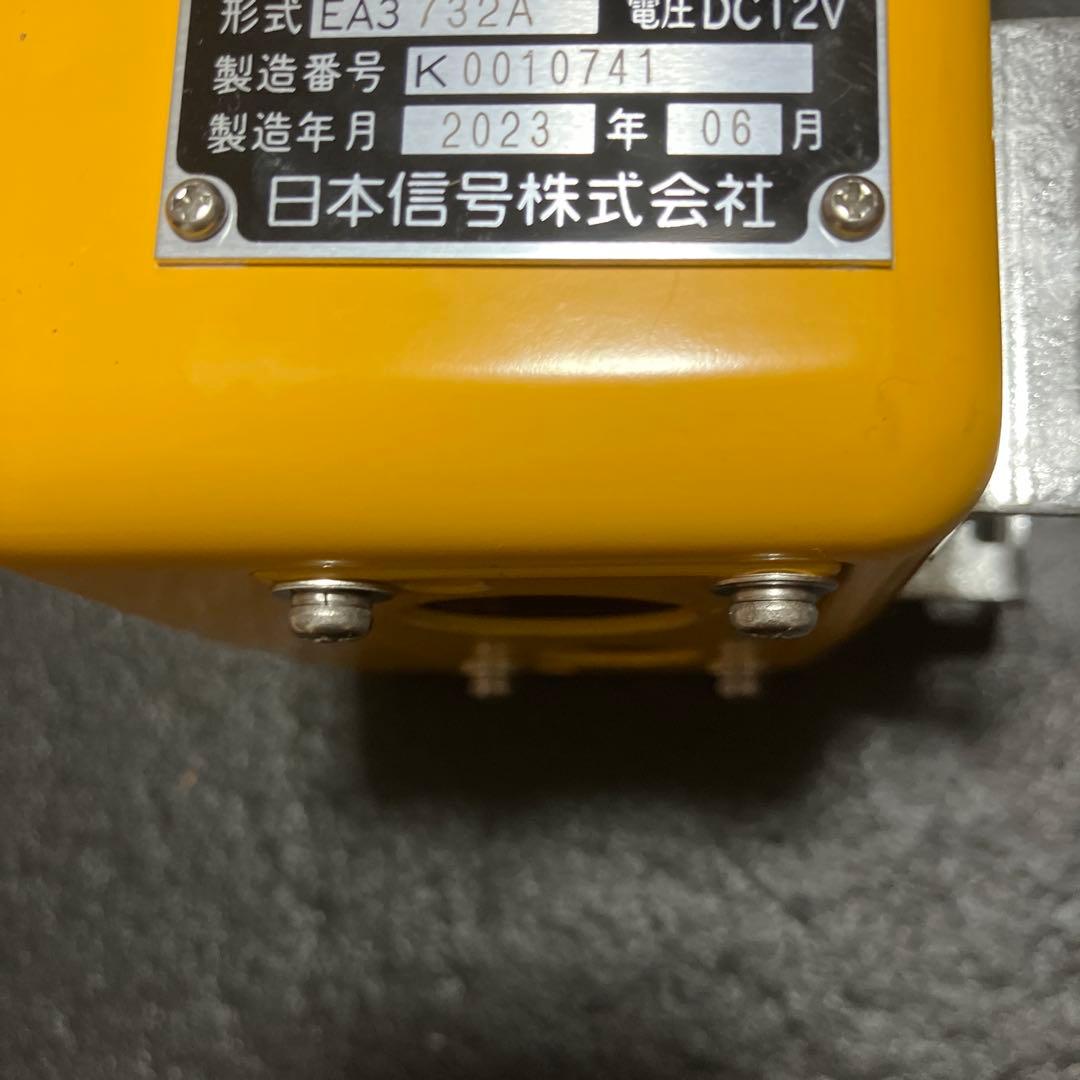 形式 EA3 732A 電圧 DC12V
製造番号 K0010741
製造年月 2023 年 06 月
日本信号株式会社